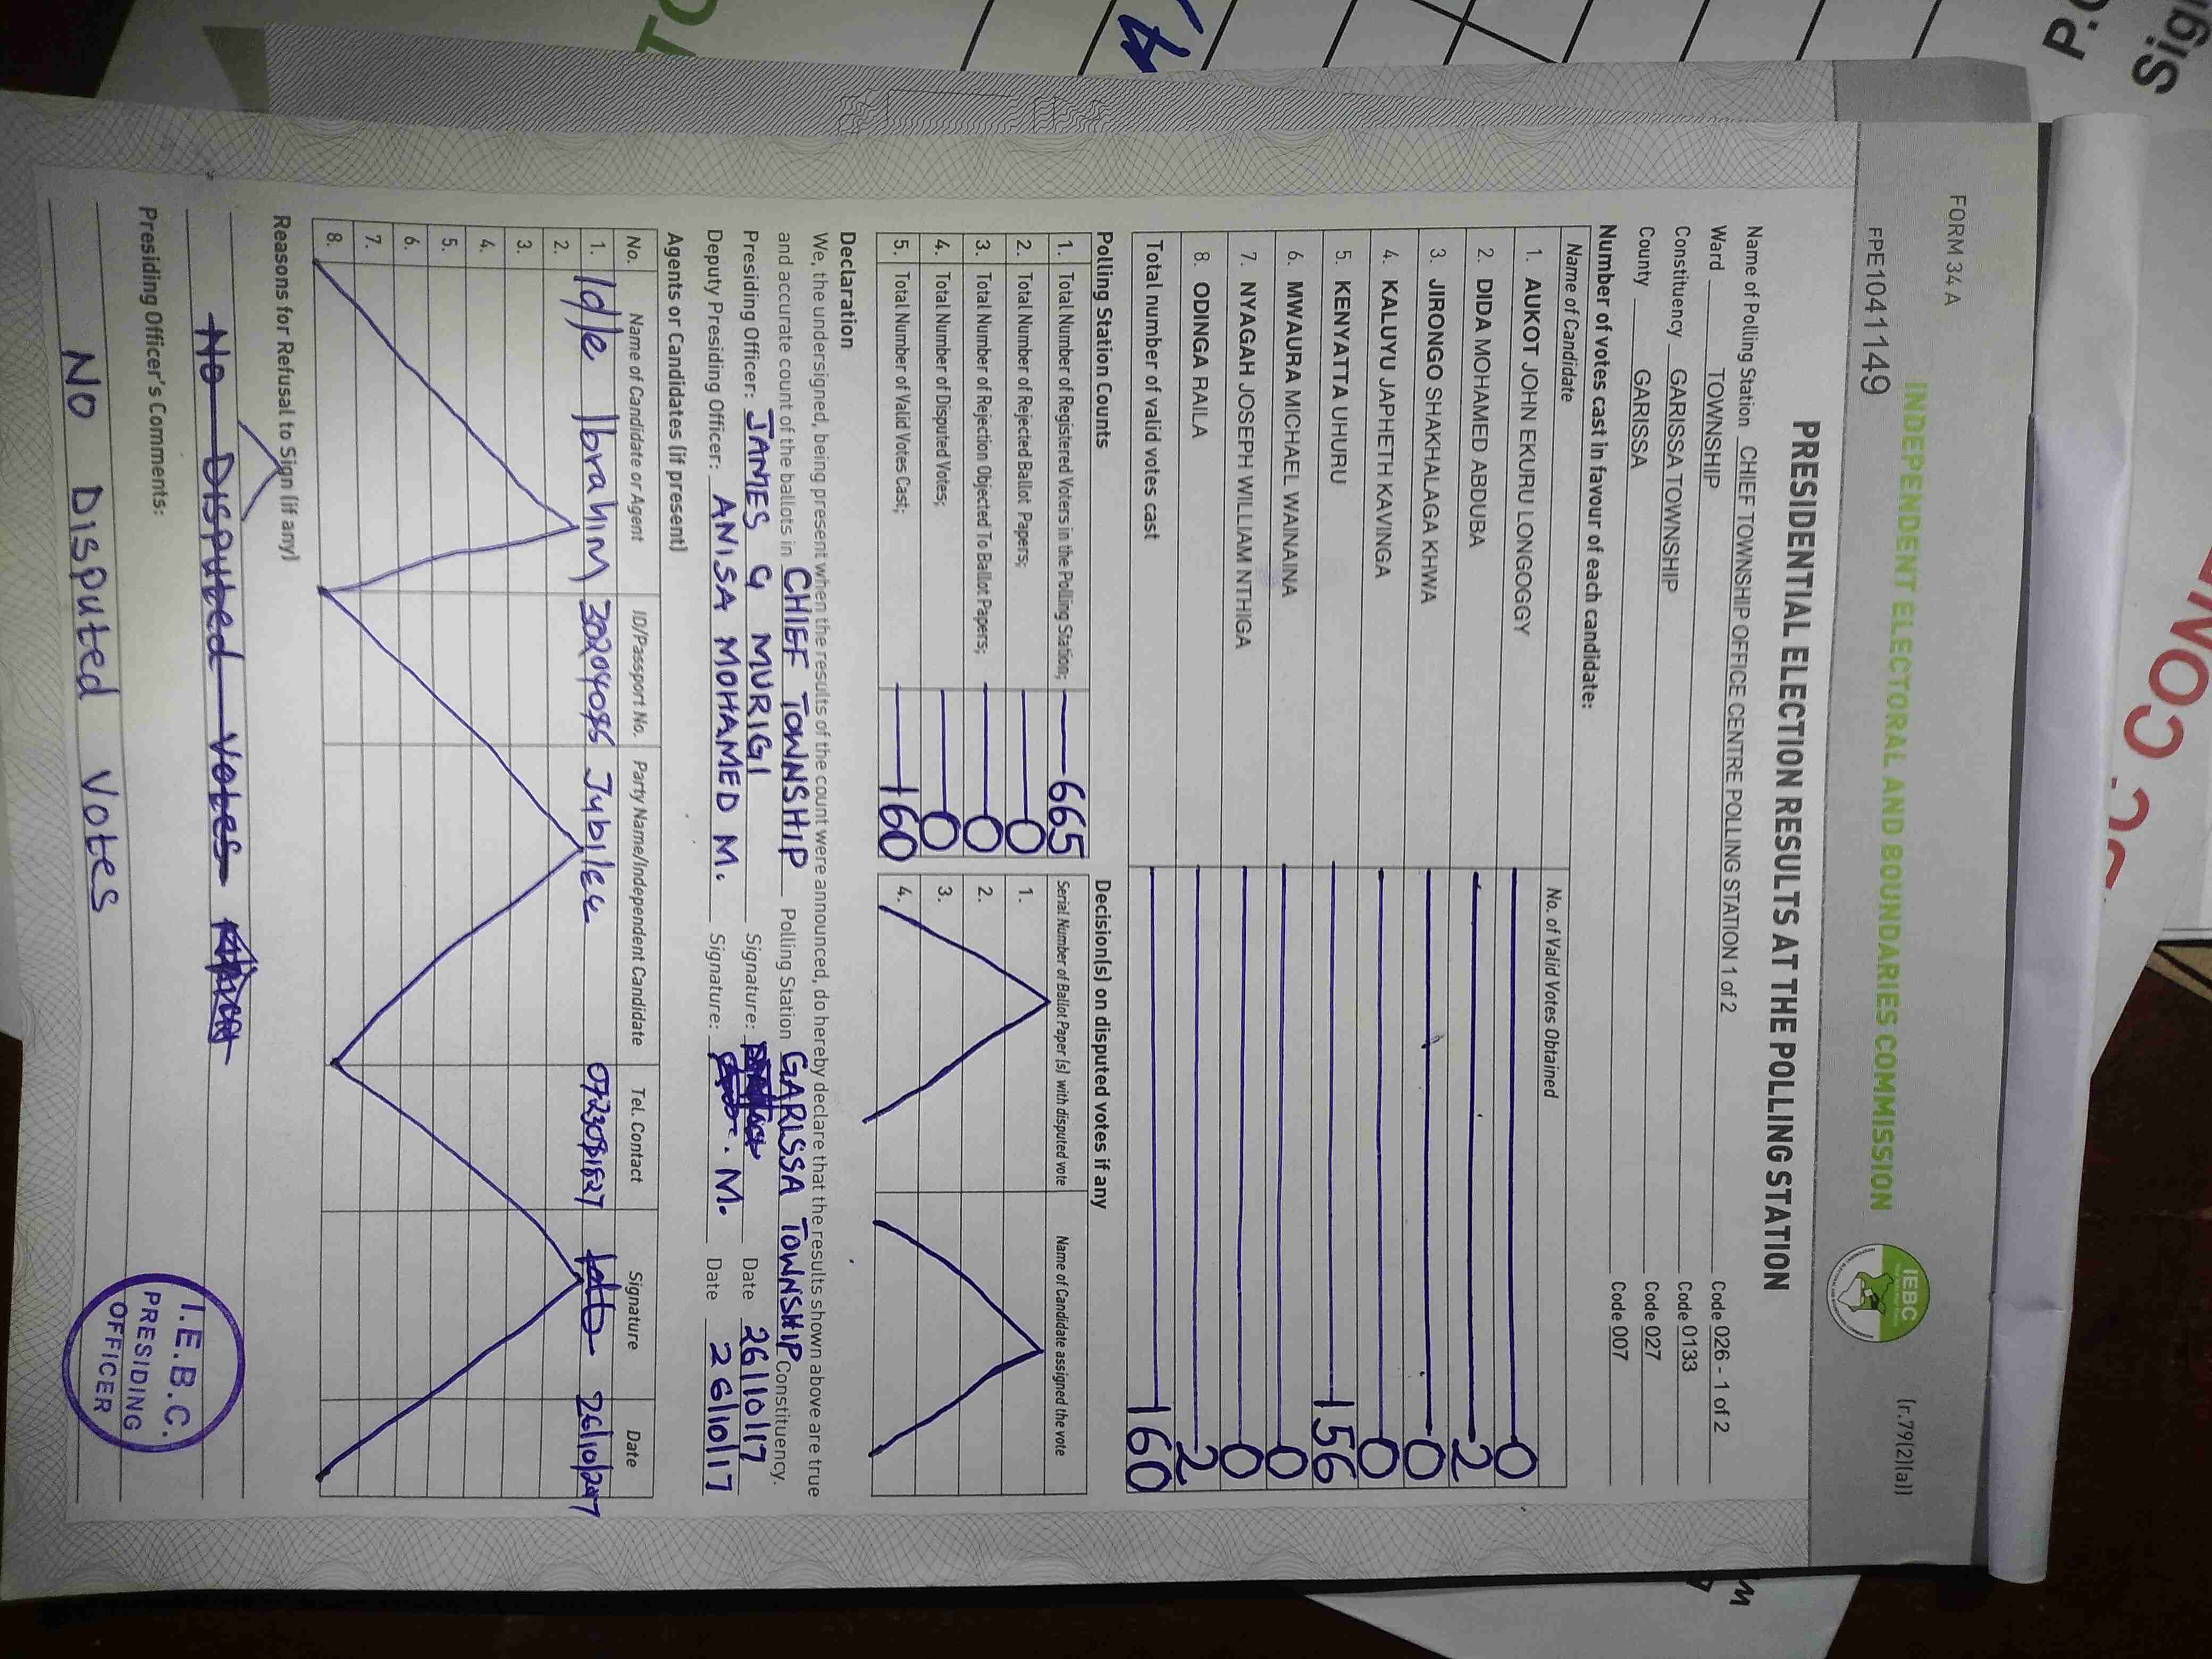 FORM 34 A
(r.79(2)(a))
FPE1041149
INDEPENDENT ELECTORAL AND BOUNDARIES COMMISSION
IEBC
PRESIDENTIAL ELECTION RESULTS AT THE POLLING STATION
Name of Polling Station CHIEF TOWNSHIP OFFICE CENTRE POLLING STATION 1 of 2 Code 026 - 1 of 2
Ward TOWNSHIP Code 0133
Constituency GARISSA TOWNSHIP Code 027
County GARISSA Code 007
Number of votes cast in favour of each candidate:
Name of Candidate No. of Valid Votes Obtained
1. AUKOT JOHN EKURU LONGOGGY 0
2. DIDA MOHAMED ABDUBA 2
3. JIRONGO SHAKHALAGA KHWA 0
4. KALUYU JAPHETH KAVINGA 0
5. KENYATTA UHURU 156
6. MWAURA MICHAEL WAINAINA 0
7. NYAGAH JOSEPH WILLIAM NTHIGA 0
8. ODINGA RAILA 2
Total number of valid votes cast 160
Polling Station Counts
1. Total Number of Registered Voters in the Polling Station; 665
2. Total Number of Rejected Ballot Papers; 0
3. Total Number of Rejection Objected To Ballot Papers; 0
4. Total Number of Disputed Votes; 0
5. Total Number of Valid Votes Cast; 160
Decision(s) on disputed votes if any
Serial Number of Ballot Paper (s) with disputed vote Name of Candidate assigned the vote
1.
2.
3.
4.
Declaration
We, the undersigned, being present when the results of the count were announced, do hereby declare that the results shown above are true
and accurate count of the ballots in CHIEF TOWNSHIP Polling Station GARISSA TOWNSHIP Constituency.
Presiding Officer: JAMES G MURIGI Signature: Date 26/10/17
Deputy Presiding Officer: ANISA MOHAMED M. Signature: M. Date 26/10/17
Agents or Candidates (if present)
No. Name of Candidate or Agent ID/Passport No. Party Name/Independent Candidate Tel. Contact Signature Date
1. Idle Ibrahim Jubilee 26/10/2017
2.
3.
4.
5.
6.
7.
8.
Reasons for Refusal to Sign (if any)
No Disputed Votes
Presiding Officer's Comments:
No Disputed Votes
I.E.B.C.
PRESIDING
OFFICER